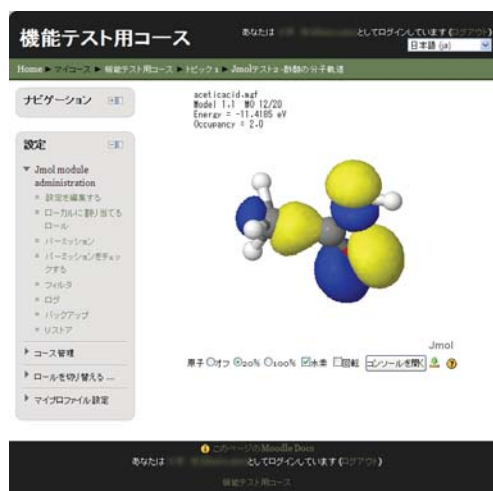 機能テスト用コース
あなたは としてログインしています (ログアウト)
日本語 (ja)
Home ► マイコース ► 機能テスト用コース ► トピック 1 ► Jmolテスト2 -酢酸の分子軌道
ナビゲーション
設定
Jmol module
administration
設定を編集する
ローカルに割り当てる
ロール
パーミッション
パーミッションをチェッ
クする
フィルタ
ログ
バックアップ
リストア
コース管理
ロールを切り替える ...
マイプロファイル設定
aceticacid.mgf
Model 1.1 MO 12/20
Energy = -11.4185 eV
Occupancy = 2.0
Jmol
原子 オフ 20% 100% 水素 回転 コンソールを開く
このページの Moodle Docs
あなたは としてログインしています (ログアウト)
機能テスト用コース